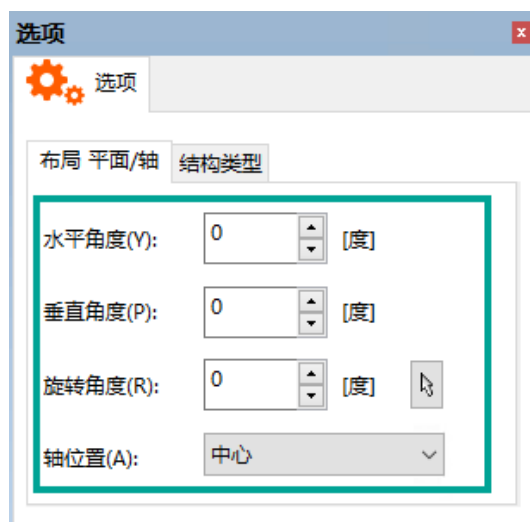 选项
选项
布局 平面/轴 结构类型
水平角度(Y): 0 [度]
垂直角度(P): 0 [度]
旋转角度(R): 0 [度]
轴位置(A): 中心